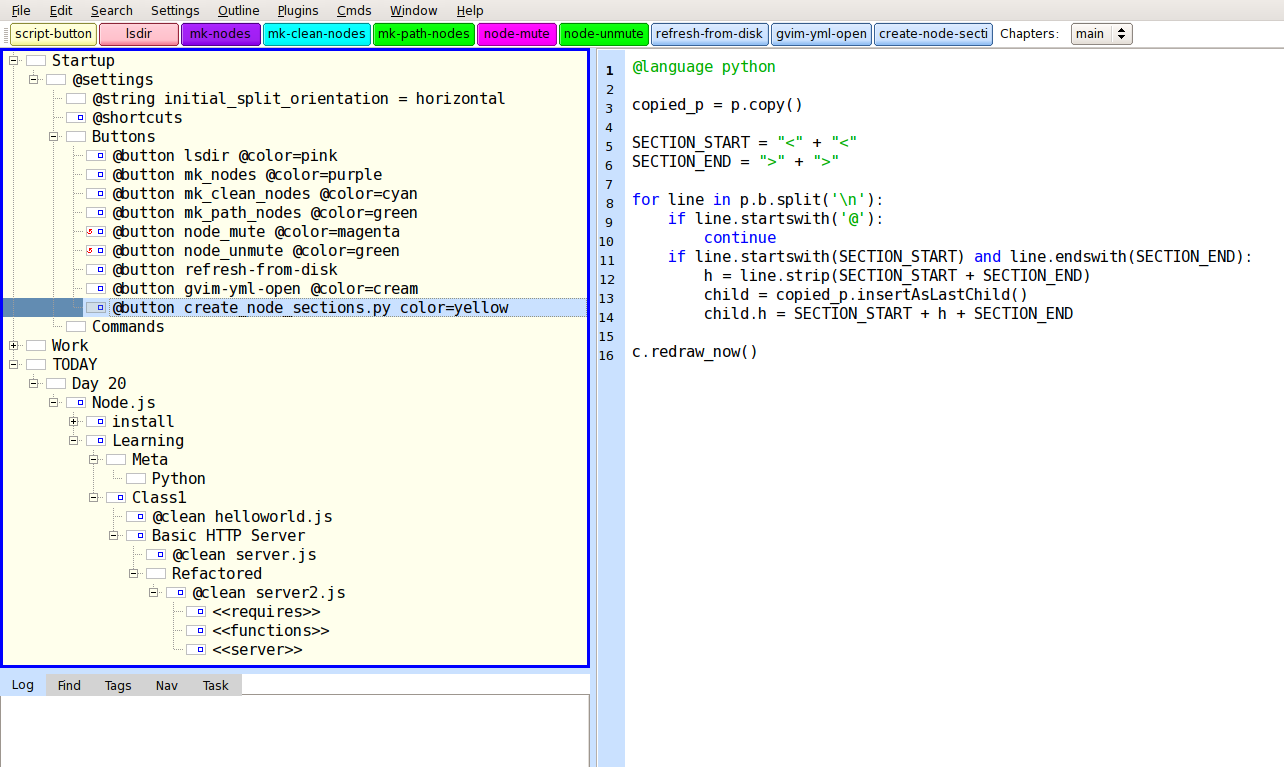 File Edit Search Settings Outline Plugins Cmds Window Help
script-button lsdir mk-nodes mk-clean-nodes mk-path-nodes node-mute node-unmute refresh-from-disk gvim-yml-open create-node-secti Chapters: main
Startup
@settings
@string initial_split_orientation = horizontal
@shortcuts
Buttons
@button lsdir @color=pink
@button mk_nodes @color=purple
@button mk_clean_nodes @color=cyan
@button mk_path_nodes @color=green
@button node_mute @color=magenta
@button node_unmute @color=green
@button refresh-from-disk
@button gvim-yml-open @color=cream
@button create_node_sections.py color=yellow
Commands
Work
TODAY
Day 20
Node.js
install
Learning
Meta
Python
Class1
@clean helloworld.js
Basic HTTP Server
@clean server.js
Refactored
@clean server2.js
<<requires>>
<<functions>>
<<server>>
Log Find Tags Nav Task
1 @language python
2
3 copied_p = p.copy()
4
5 SECTION_START = "<" + "<"
6 SECTION_END = ">" + ">"
7
8 for line in p.b.split('\n'):
9 if line.startswith('@'):
10 continue
11 if line.startswith(SECTION_START) and line.endswith(SECTION_END):
12 h = line.strip(SECTION_START + SECTION_END)
13 child = copied_p.insertAsLastChild()
14 child.h = SECTION_START + h + SECTION_END
15
16 c.redraw_now()